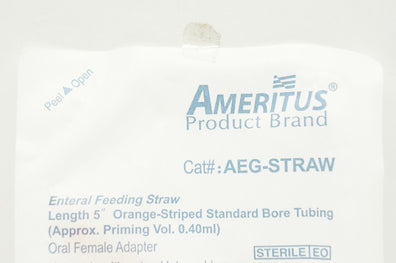 Peel Open
AMERITUS®
Product Brand
Cat#: AEG-STRAW
Enteral Feeding Straw
Length 5" Orange-Striped Standard Bore Tubing
(Approx. Priming Vol. 0.40ml)
Oral Female Adapter
STERILE EO